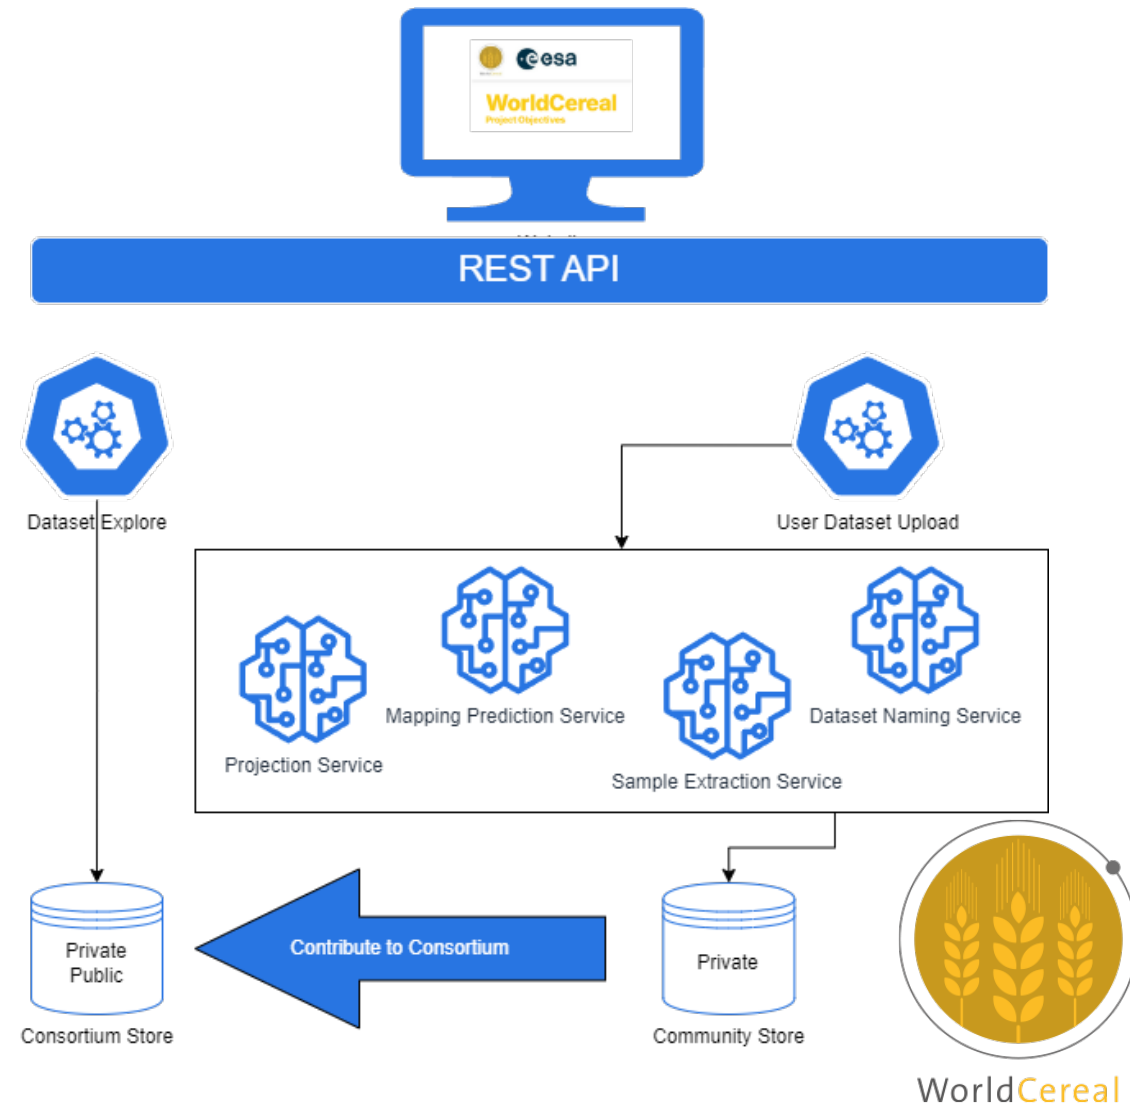 esa
WorldCereal
Project Objectives
REST API
Dataset Explore
User Dataset Upload
Mapping Prediction Service
Dataset Naming Service
Projection Service
Sample Extraction Service
Private
Public
Contribute to Consortium
Private
Consortium Store
Community Store
WorldCereal